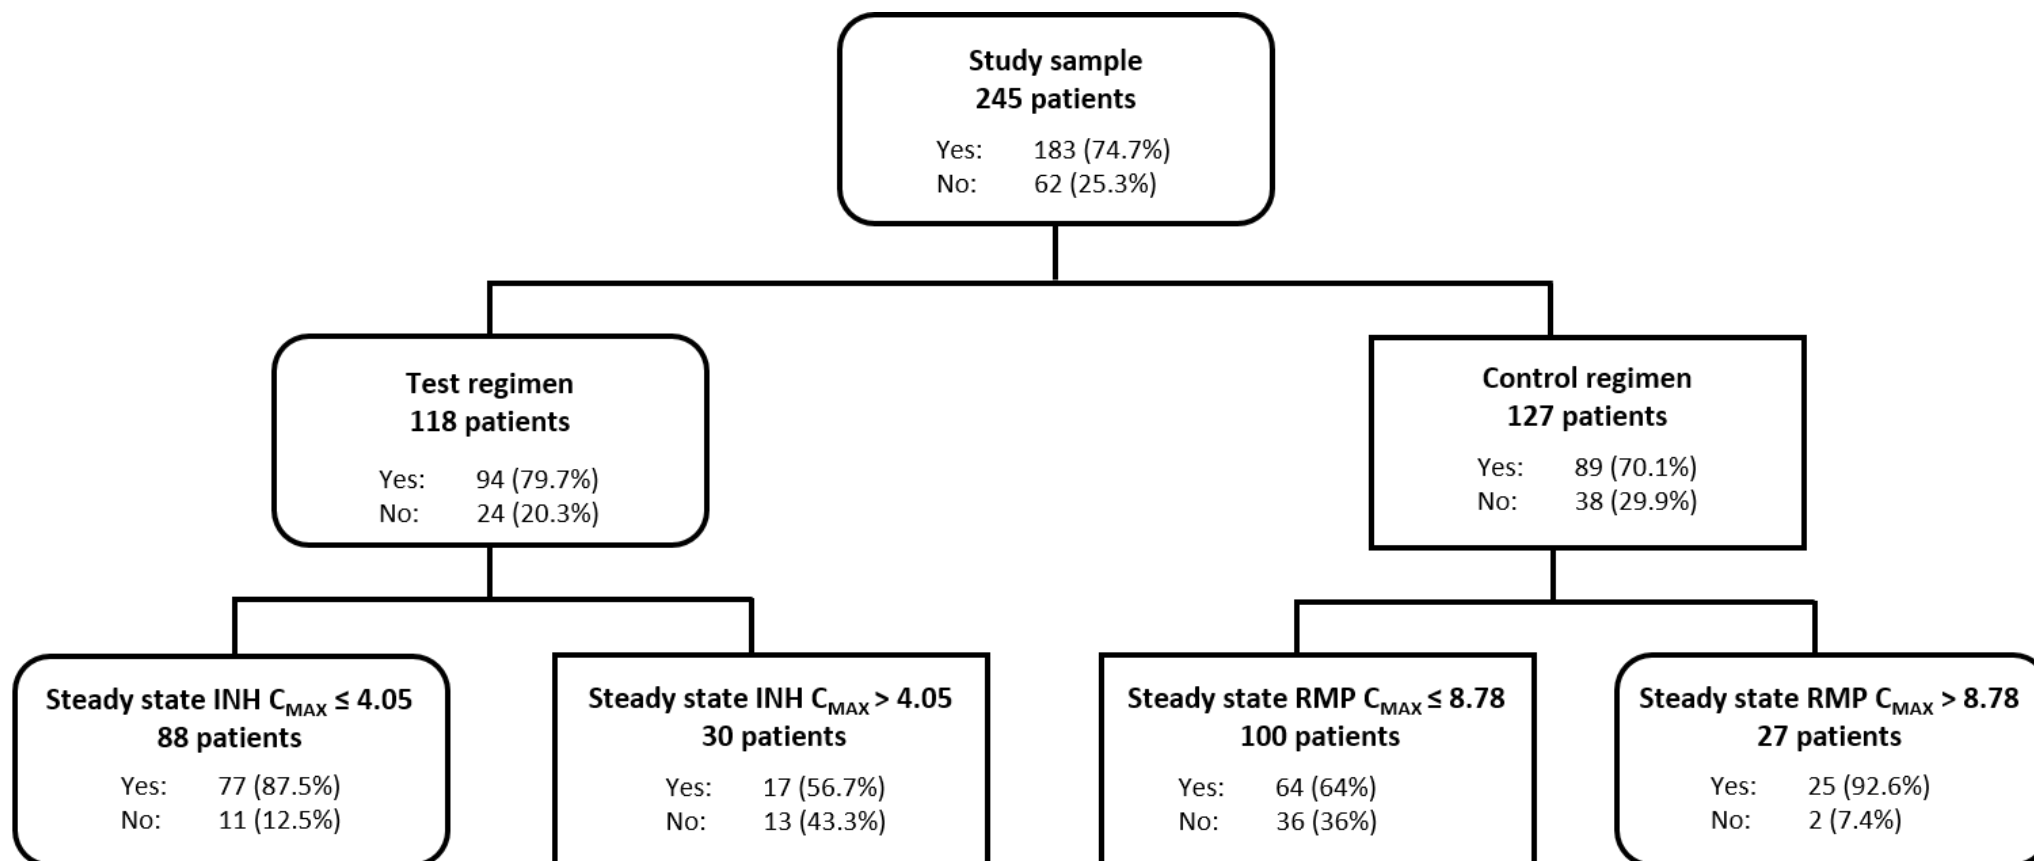 Study sample
245 patients
Yes: 183 (74.7%)
No: 62 (25.3%)
Test regimen
118 patients
Yes: 94 (79.7%)
No: 24 (20.3%)
Control regimen
127 patients
Yes: 89 (70.1%)
No: 38 (29.9%)
Steady state INH CMAX ≤ 4.05
88 patients
Yes: 77 (87.5%)
No: 11 (12.5%)
Steady state INH CMAX > 4.05
30 patients
Yes: 17 (56.7%)
No: 13 (43.3%)
Steady state RMP CMAX ≤ 8.78
100 patients
Yes: 64 (64%)
No: 36 (36%)
Steady state RMP CMAX > 8.78
27 patients
Yes: 25 (92.6%)
No: 2 (7.4%)